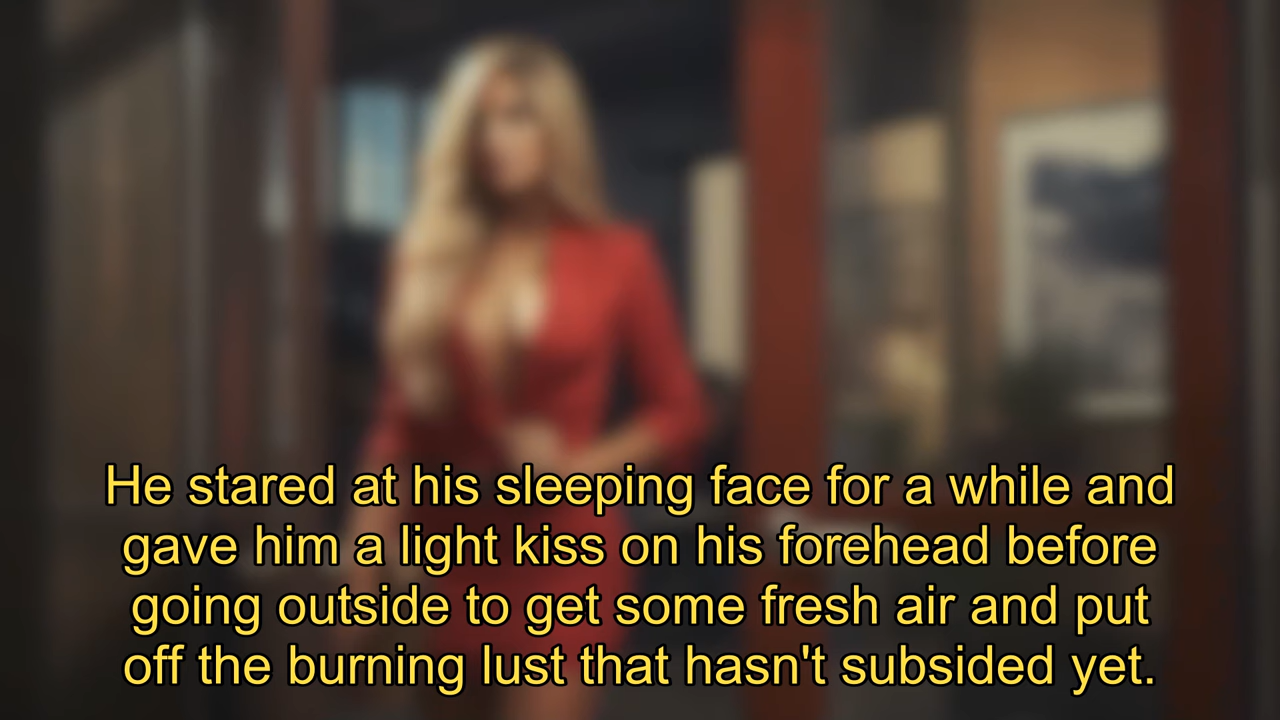 He stared at his sleeping face for a while and
gave him a light kiss on his forehead before
going outside to get some fresh air and put
off the burning lust that hasn't subsided yet.